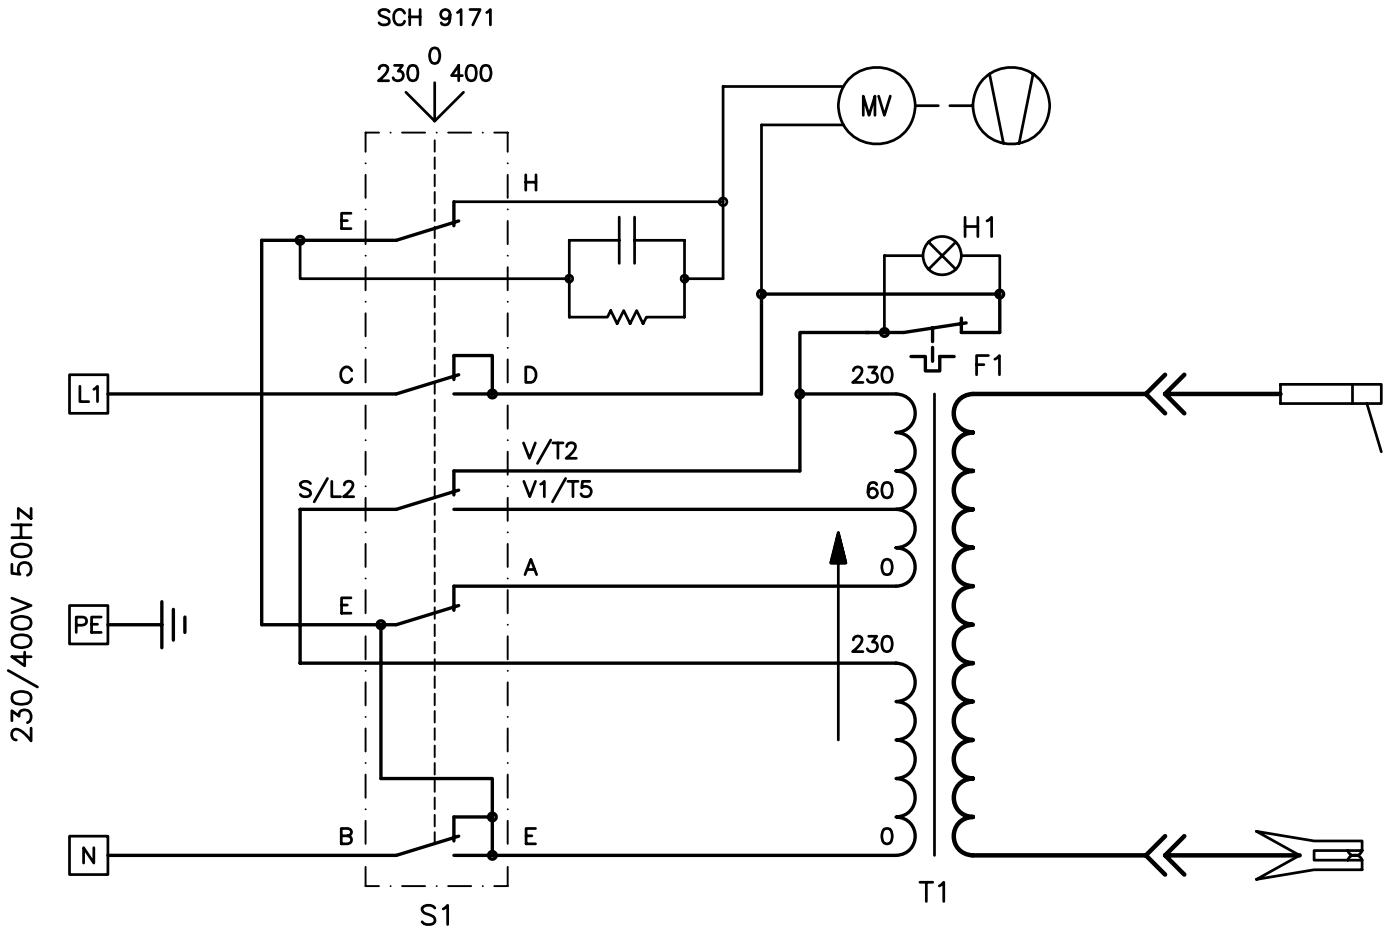 SCH 9171
0
230 400
MV
H
E
H1
C
D
F1
230
L1
V/T2
S/L2
V1/T5
60
A
0
E
PE
230
230/400V 50Hz
B
E
0
N
T1
S1